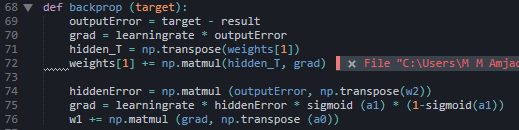 68 def backprop (target):
69 outputError = target - result
70 grad = learningrate * outputError
71 hidden_T = np.transpose(weights[1])
72 weights[1] += np.matmul(hidden_T, grad) × File "C:\Users\M M Amjad
73
74 hiddenError = np.matmul (outputError, np.transpose(w2))
75 grad = learningrate * hiddenError * sigmoid (a1) * (1-sigmoid(a1))
76 w1 += np.matmul (grad, np.transpose (a0))